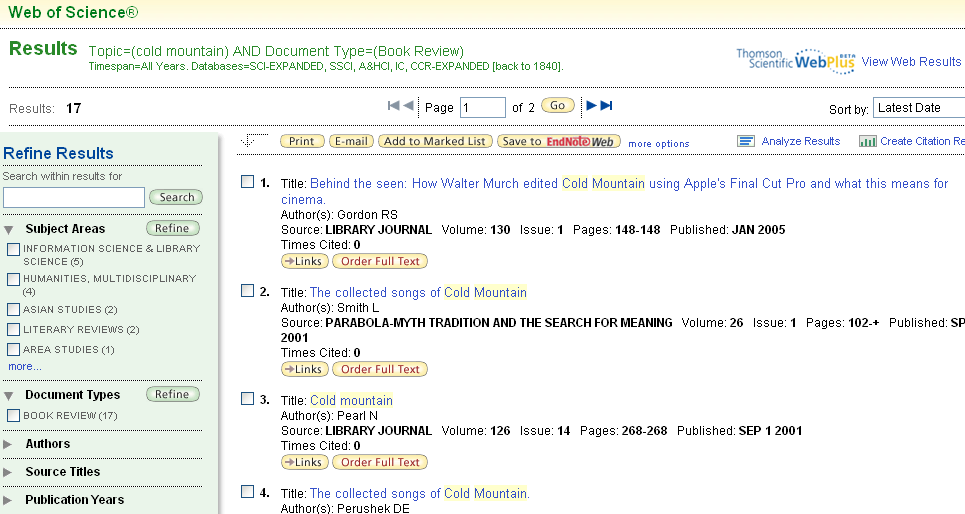 Web of Science®
Results Topic=(cold mountain) AND Document Type=(Book Review)
Timespan=All Years. Databases=SCI-EXPANDED, SSCI, A&HCI, IC, CCR-EXPANDED [back to 1840].
Thomson Scientific WebPlus BETA View Web Results
Results: 17
Page 1 of 2 Go
Sort by: Latest Date
Refine Results
Search within results for
Search
Subject Areas Refine
INFORMATION SCIENCE & LIBRARY
SCIENCE (5)
HUMANITIES, MULTIDISCIPLINARY
(4)
ASIAN STUDIES (2)
LITERARY REVIEWS (2)
AREA STUDIES (1)
more...
Document Types Refine
BOOK REVIEW (17)
Authors
Source Titles
Publication Years
Print E-mail Add to Marked List Save to EndNote Web more options
Analyze Results Create Citation Re
1. Title: Behind the seen: How Walter Murch edited Cold Mountain using Apple's Final Cut Pro and what this means for
cinema.
Author(s): Gordon RS
Source: LIBRARY JOURNAL Volume: 130 Issue: 1 Pages: 148-148 Published: JAN 2005
Times Cited: 0
Links Order Full Text
2. Title: The collected songs of Cold Mountain
Author(s): Smith L
Source: PARABOLA-MYTH TRADITION AND THE SEARCH FOR MEANING Volume: 26 Issue: 1 Pages: 102-+ Published: SP
2001
Times Cited: 0
Links Order Full Text
3. Title: Cold mountain
Author(s): Pearl N
Source: LIBRARY JOURNAL Volume: 126 Issue: 14 Pages: 268-268 Published: SEP 1 2001
Times Cited: 0
Links Order Full Text
4. Title: The collected songs of Cold Mountain.
Author(s): Perushek DE